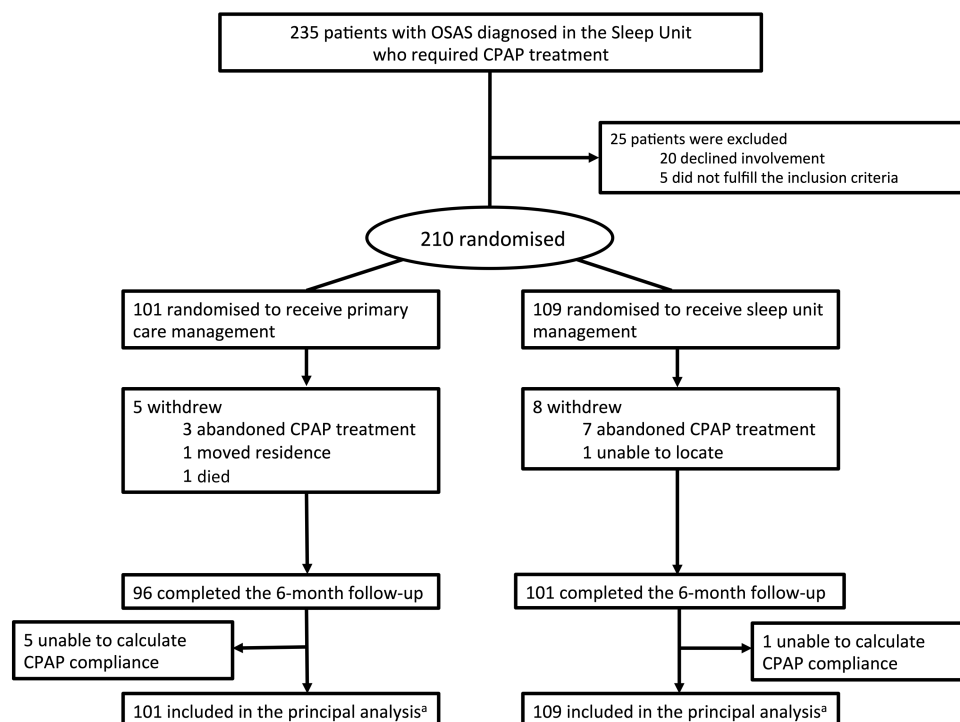 235 patients with OSAS diagnosed in the Sleep Unit
who required CPAP treatment
25 patients were excluded
20 declined involvement
5 did not fulfill the inclusion criteria
210 randomised
101 randomised to receive primary
care management
109 randomised to receive sleep unit
management
5 withdrew
3 abandoned CPAP treatment
1 moved residence
1 died
8 withdrew
7 abandoned CPAP treatment
1 unable to locate
96 completed the 6-month follow-up
101 completed the 6-month follow-up
5 unable to calculate
CPAP compliance
1 unable to calculate
CPAP compliance
101 included in the principal analysisᵃ
109 included in the principal analysisᵃ